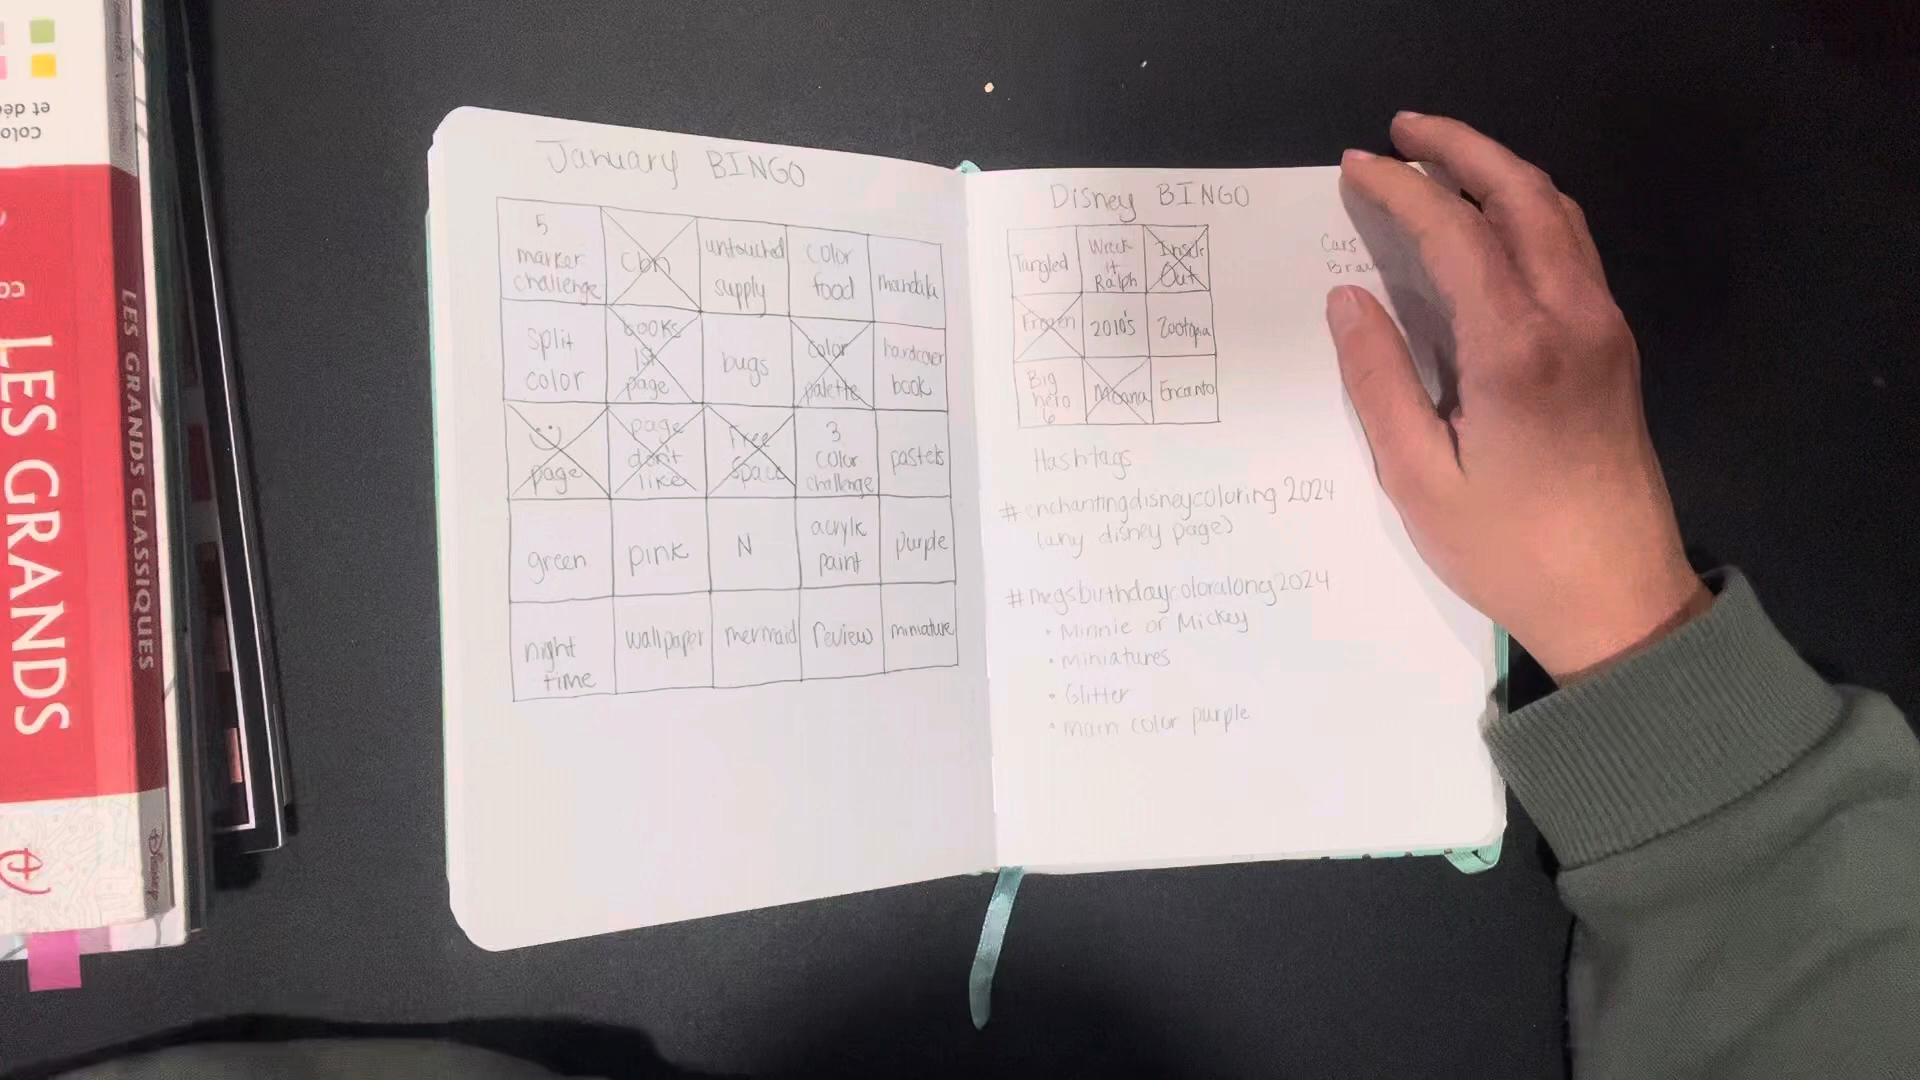 January BINGO
5 marker challenge
cbn
untouched supply
color food
mandala
split color
books 1st page
bugs
color palette
hardcover book
page
page don't like
Free Space
3 color challenge
pastels
green
pink
N
acrylic paint
purple
night time
wallpaper
mermaid
review
miniature
Disney BINGO
Tangled
Wreck it Ralph
Inside Out
Frozen
2010's
Zootopia
Big hero 6
Moana
Encanto
Cars
Hashtags
#enchantingdisneycoloring 2024
(any disney page)
#megsbirthdaycoloralong2024
• Minnie or Mickey
• miniatures
• Glitter
• main color purple
LES GRANDS
LES GRANDS CLASSIQUES
Disney
et dé
colo